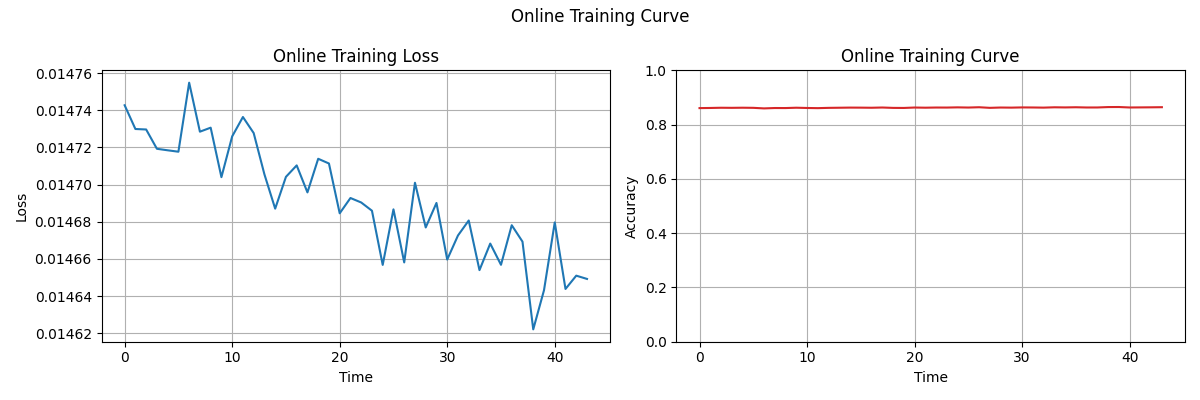 Online Training Curve
Online Training Loss
0.01476
0.01474
0.01472
0.01470
0.01468
0.01466
0.01464
0.01462
Loss
0 10 20 30 40
Time
Online Training Curve
1.0
0.8
0.6
0.4
0.2
0.0
Accuracy
0 10 20 30 40
Time